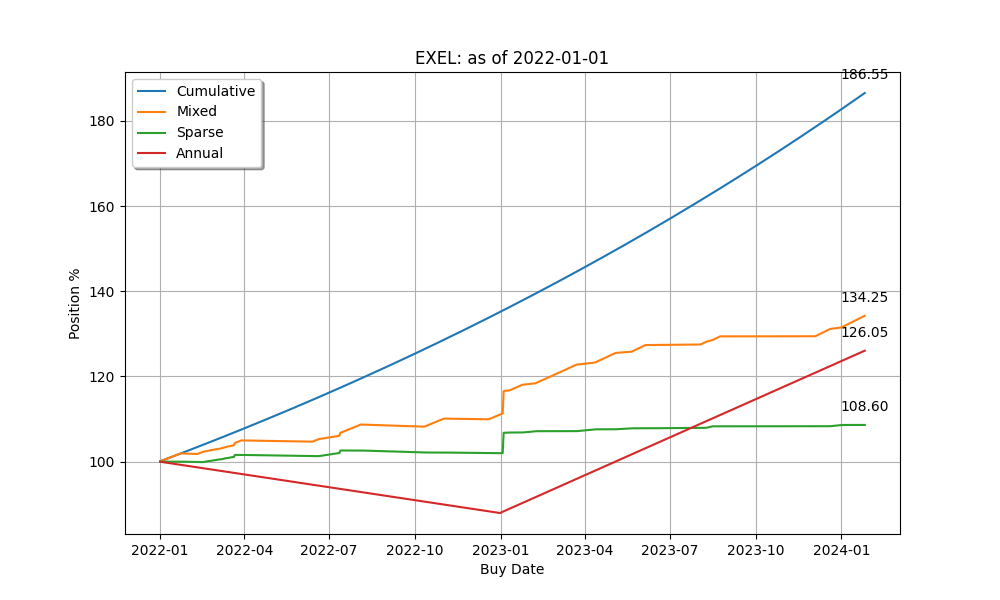 EXEL: as of 2022-01-01
186.55
Cumulative
Mixed
Sparse
Annual
180
160
140
120
100
134.25
126.05
108.60
Position %
2022-01 2022-04 2022-07 2022-10 2023-01 2023-04 2023-07 2023-10 2024-01
Buy Date